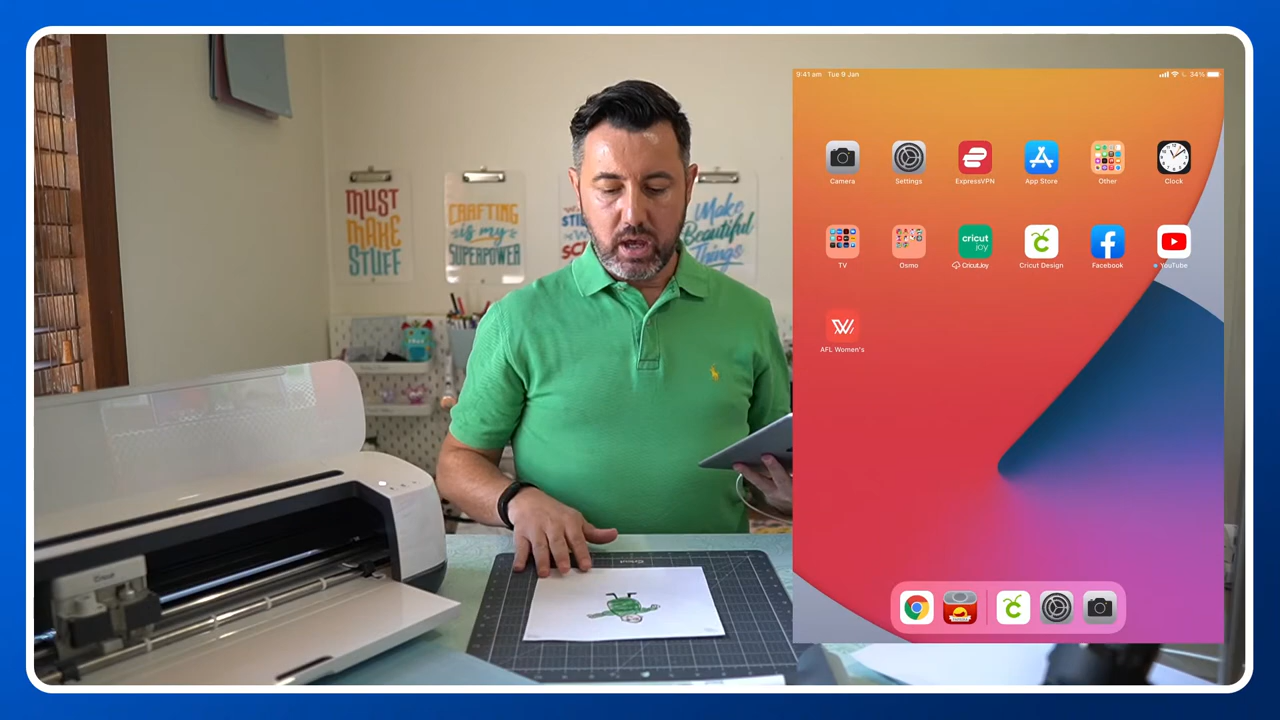 MUST
MAKE
STUFF
CRAFTING
is my
SUPERPOWER
Make
Beautiful
Things
cricut
Cricut
9:41 am Tue 9 Jan
34%
Camera
Settings
ExpressVPN
App Store
Other
Clock
TV
Osmo
cricut
joy
CricutJoy
Cricut Design
Facebook
YouTube
AFL Women's